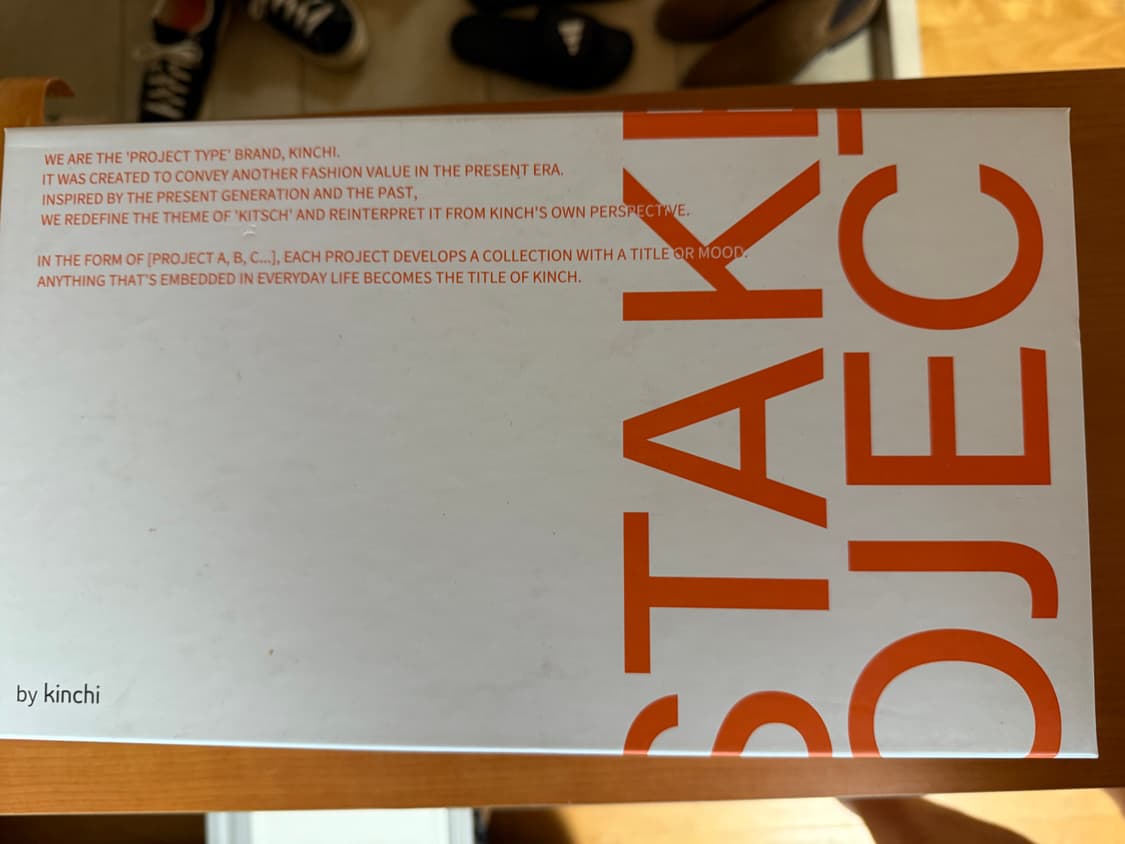 WE ARE THE 'PROJECT TYPE' BRAND, KINCHI.
IT WAS CREATED TO CONVEY ANOTHER FASHION VALUE IN THE PRESENT ERA.
INSPIRED BY THE PRESENT GENERATION AND THE PAST,
WE REDEFINE THE THEME OF 'KITSCH' AND REINTERPRET IT FROM KINCH'S OWN PERSPECTIVE.
IN THE FORM OF [PROJECT A, B, C...], EACH PROJECT DEVELOPS A COLLECTION WITH A TITLE OR MOOD.
ANYTHING THAT'S EMBEDDED IN EVERYDAY LIFE BECOMES THE TITLE OF KINCH.
STAK
OJEC
by kinchi